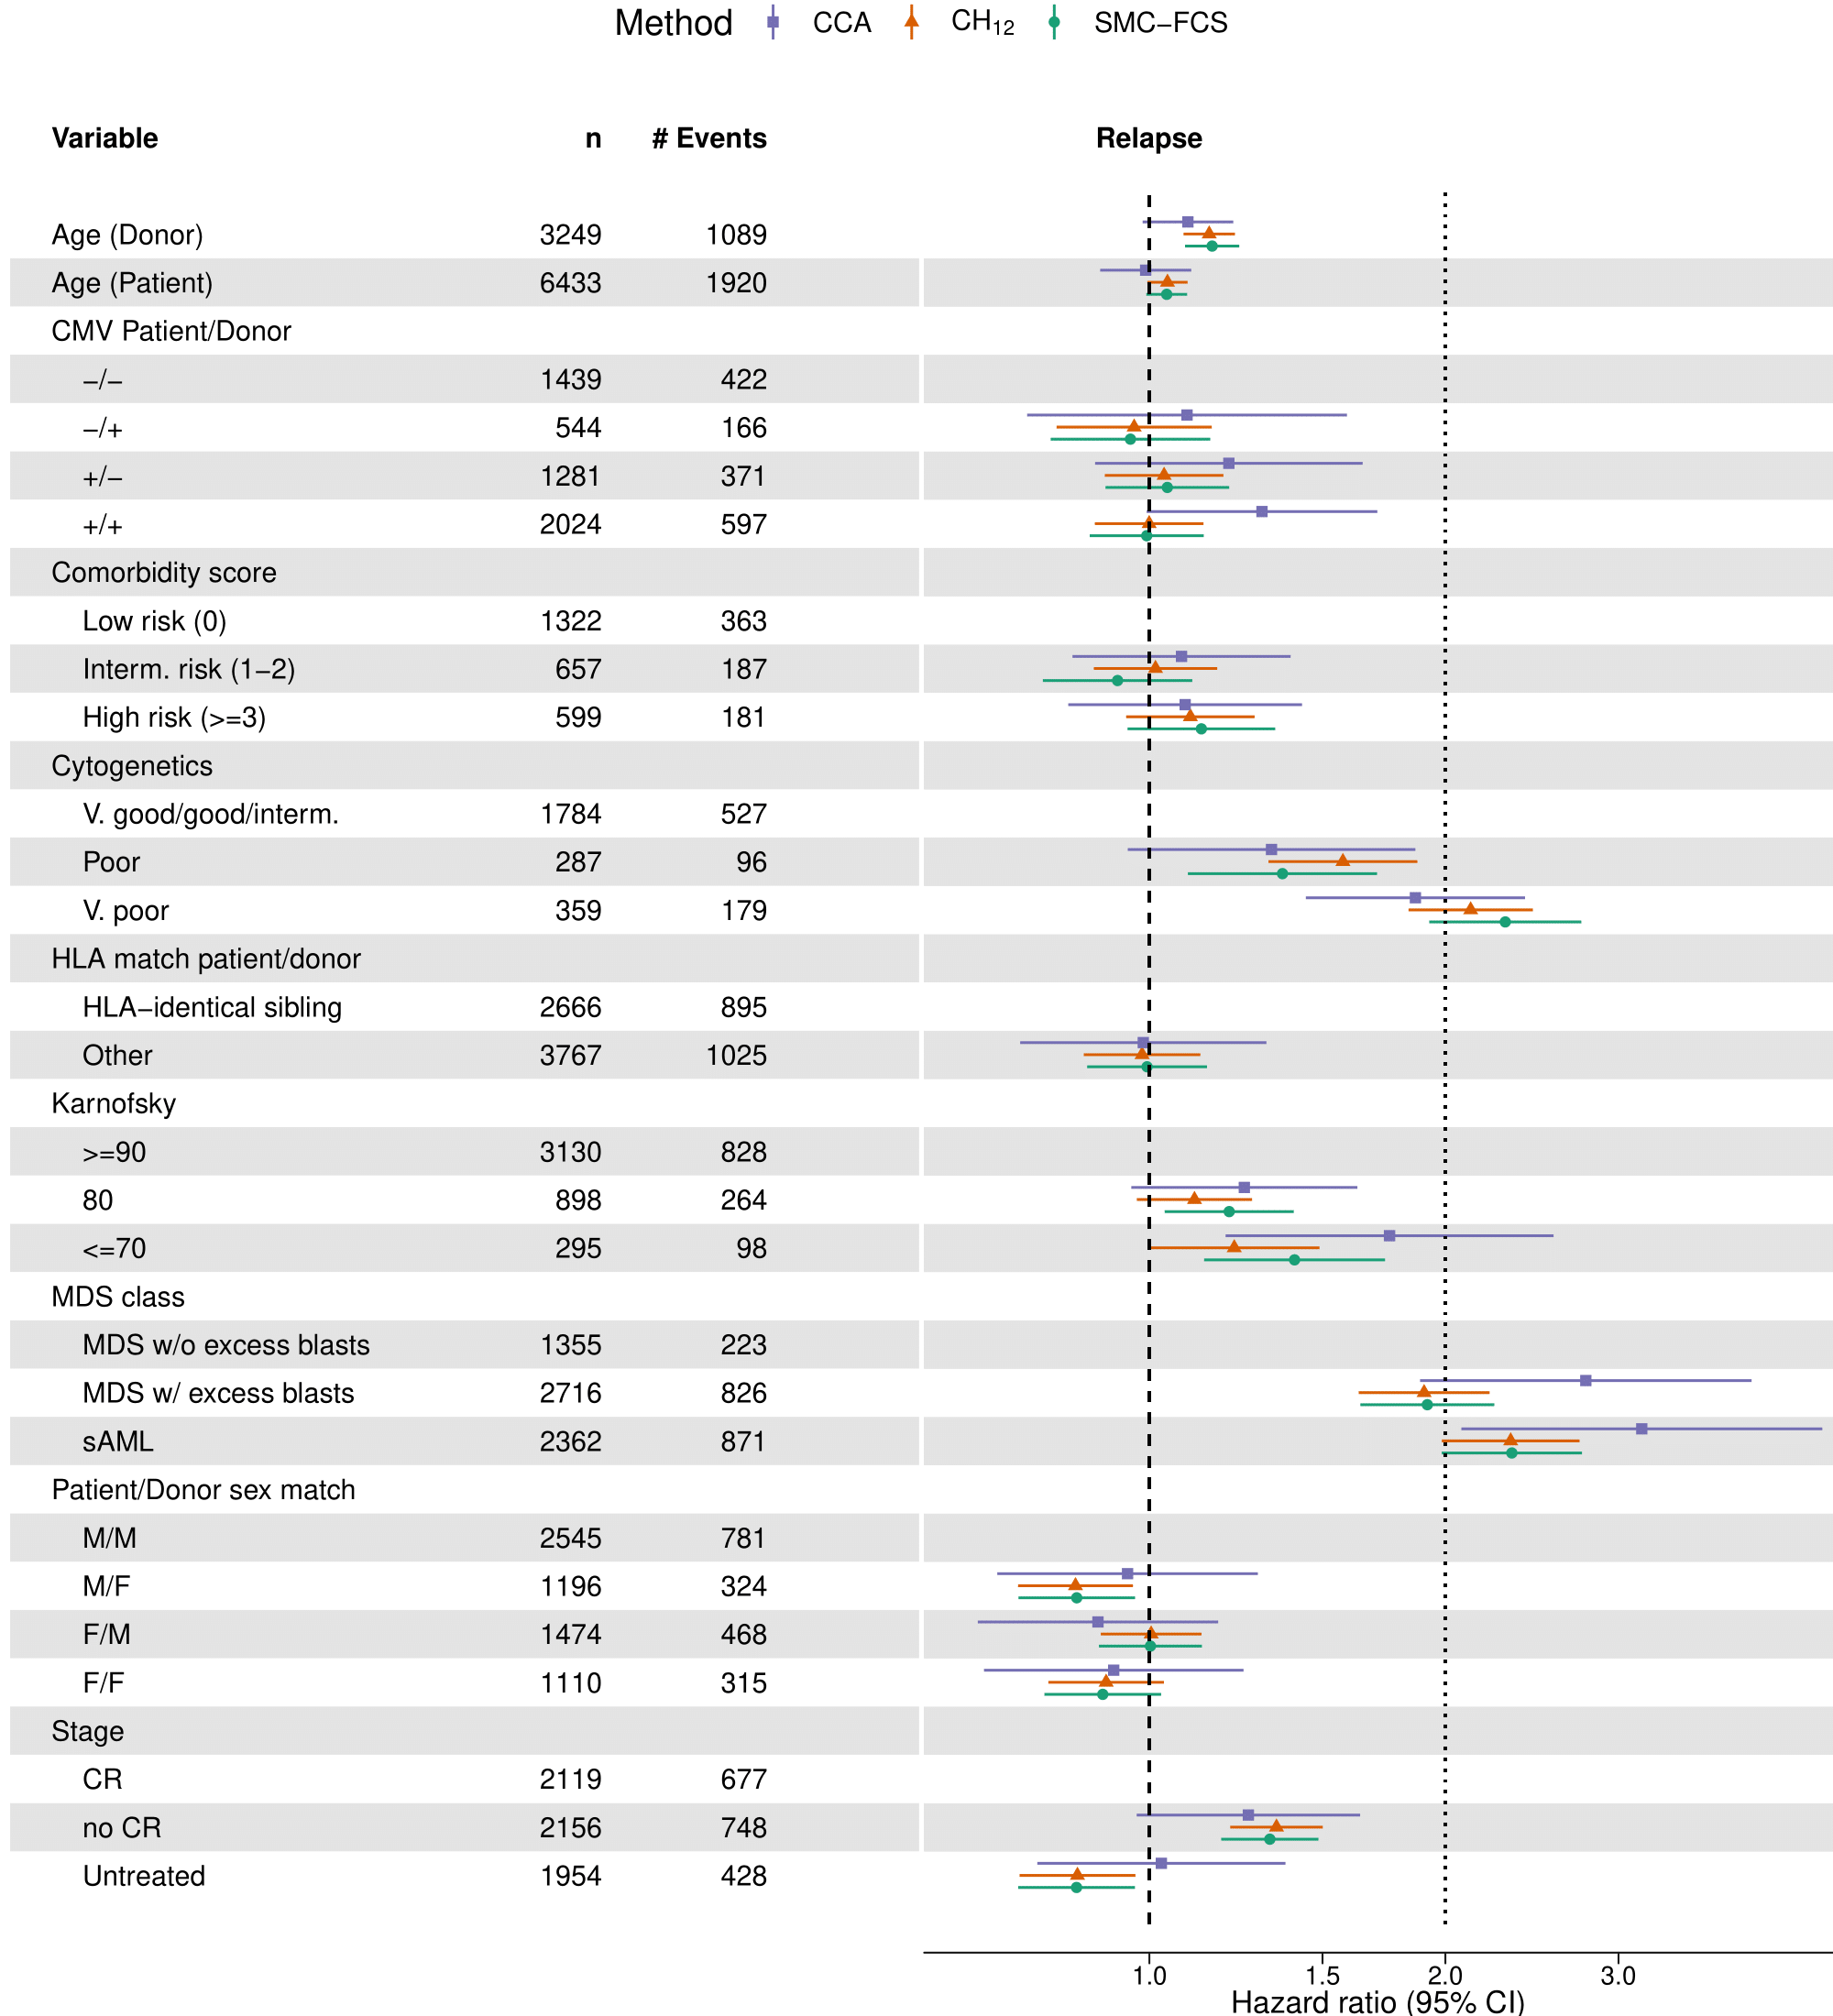 Method CCA CH12 SMC−FCS
Variable n # Events Relapse
Age (Donor) 3249 1089
Age (Patient) 6433 1920
CMV Patient/Donor
−/− 1439 422
−/+ 544 166
+/− 1281 371
+/+ 2024 597
Comorbidity score
Low risk (0) 1322 363
Interm. risk (1−2) 657 187
High risk (>=3) 599 181
Cytogenetics
V. good/good/interm. 1784 527
Poor 287 96
V. poor 359 179
HLA match patient/donor
HLA−identical sibling 2666 895
Other 3767 1025
Karnofsky
>=90 3130 828
80 898 264
<=70 295 98
MDS class
MDS w/o excess blasts 1355 223
MDS w/ excess blasts 2716 826
sAML 2362 871
Patient/Donor sex match
M/M 2545 781
M/F 1196 324
F/M 1474 468
F/F 1110 315
Stage
CR 2119 677
no CR 2156 748
Untreated 1954 428
1.0 1.5 2.0 3.0
Hazard ratio (95% CI)